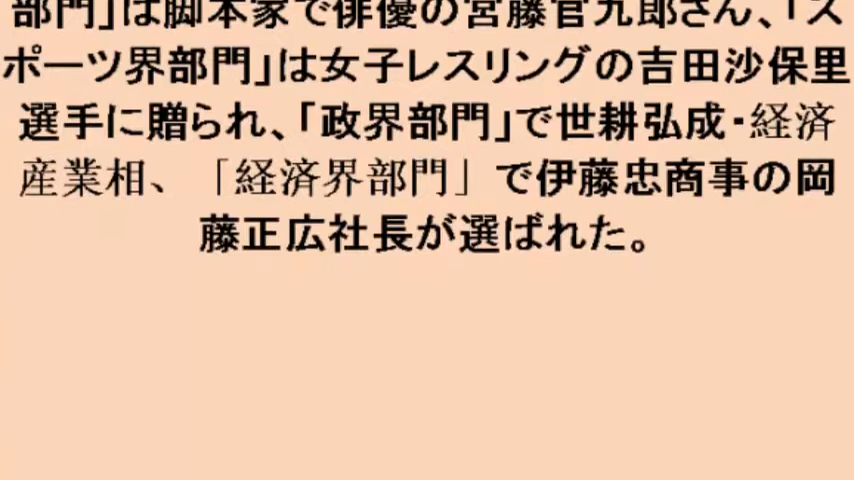 部門」は脚本家で俳優の宮藤官九郎さん、「ス
ポーツ界部門」は女子レスリングの吉田沙保里
選手に贈られ、「政界部門」で世耕弘成・経済
産業相、「経済界部門」で伊藤忠商事の岡
藤正広社長が選ばれた。